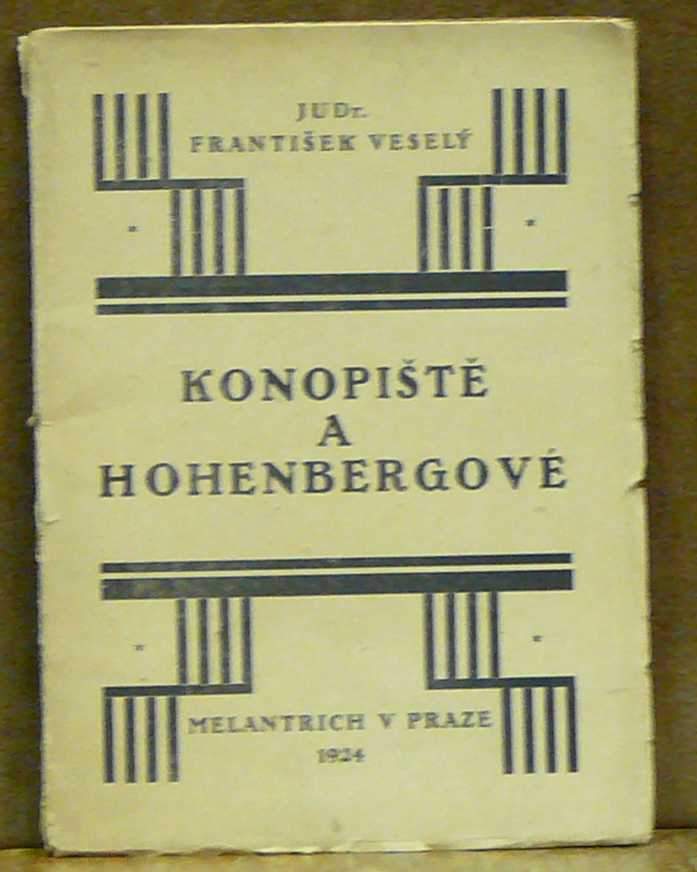 JUDr.
FRANTIŠEK VESELÝ
KONOPIŠTĚ
A
HOHENBERGOVÉ
MELANTRICH V PRAZE
1924